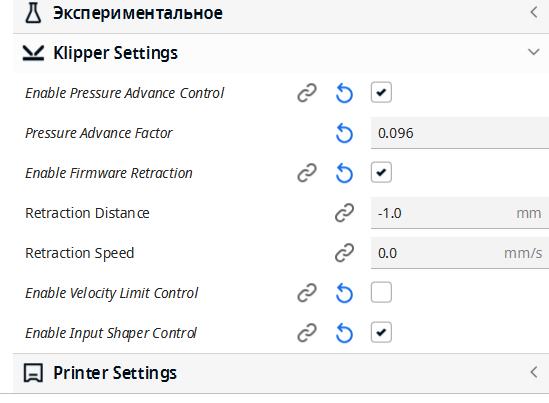 Экспериментальное
Klipper Settings
Enable Pressure Advance Control
Pressure Advance Factor 0.096
Enable Firmware Retraction
Retraction Distance -1.0 mm
Retraction Speed 0.0 mm/s
Enable Velocity Limit Control
Enable Input Shaper Control
Printer Settings